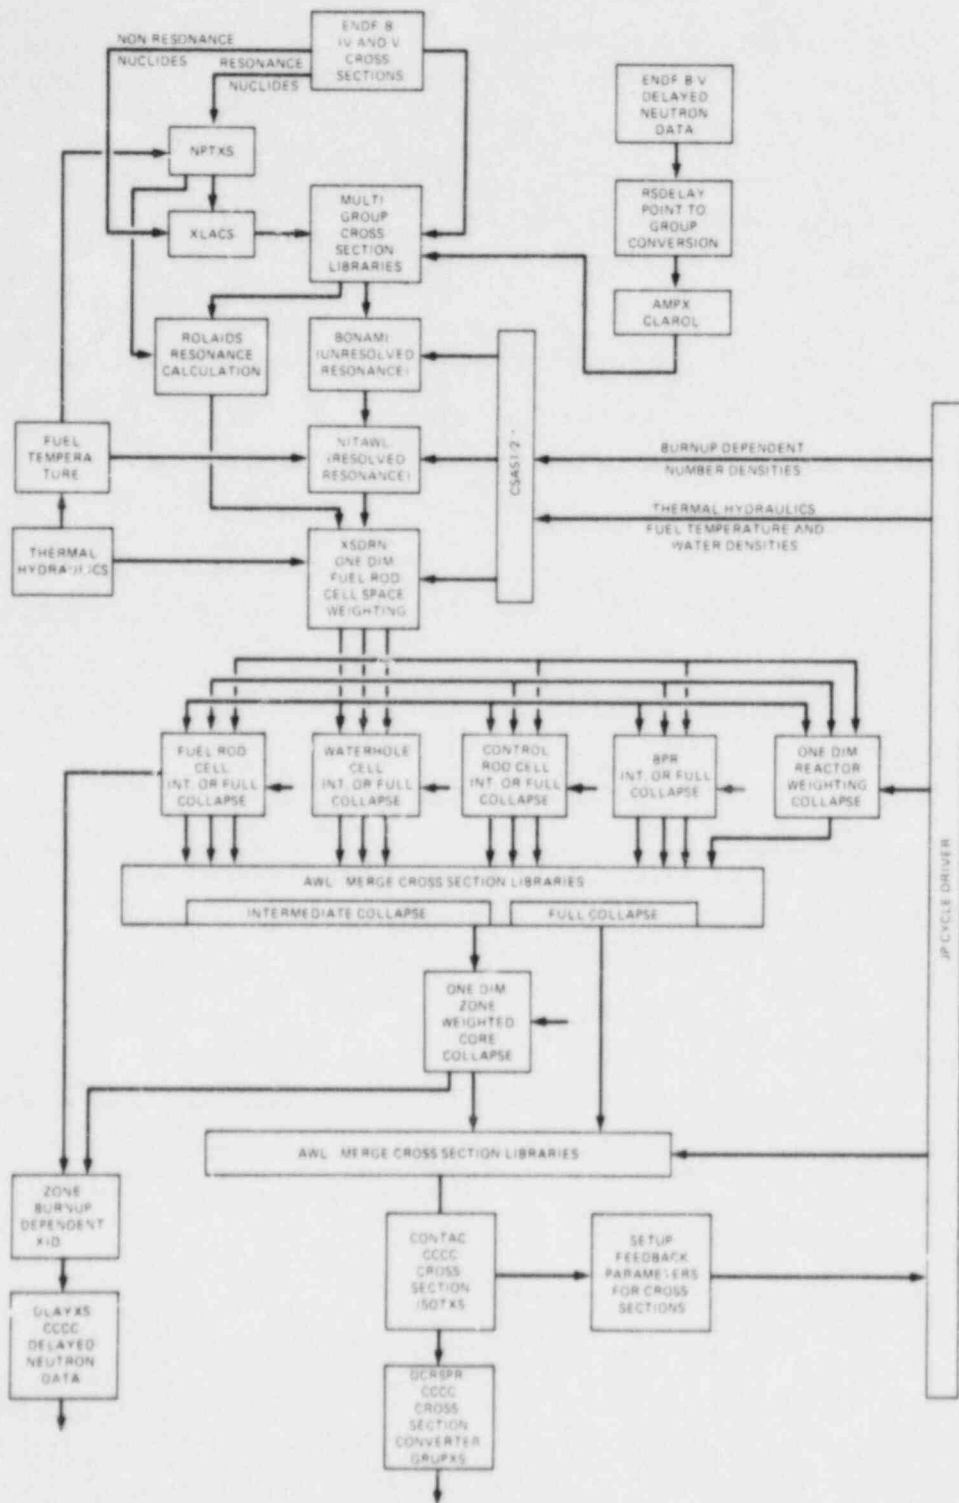 NON RESONANCE
NUCLIDES
RESONANCE
NUCLIDES
ENDF B
IV AND V
CROSS
SECTIONS
ENDF B V
DELAYED
NEUTRON
DATA
NPTXS
XLACS
MULTI
GROUP
CROSS
SECTION
LIBRARIES
RSDELAY
POINT TO
GROUP
CONVERSION
AMPX
CLAROL
ROLAIDS
RESONANCE
CALCULATION
BONAMI
(UNRESOLVED
RESONANCE)
FUEL
TEMPERA
TURE
NITAWL
(RESOLVED
RESONANCE)
CSAS1/2
BURNUP DEPENDENT
NUMBER DENSITIES
THERMAL HYDRAULICS
FUEL TEMPERATURE AND
WATER DENSITIES
THERMAL
HYDRAULICS
XSDRN
ONE DIM
FUEL ROD
CELL SPACE
WEIGHTING
FUEL ROD
CELL
INT. OR FULL
COLLAPSE
WATERHOLE
CELL
INT. OR FULL
COLLAPSE
CONTROL
ROD CELL
INT. OR FULL
COLLAPSE
BPR
INT. OR FULL
COLLAPSE
ONE DIM
REACTOR
WEIGHTING
COLLAPSE
JP CYCLE DRIVER
AWL MERGE CROSS SECTION LIBRARIES
INTERMEDIATE COLLAPSE
FULL COLLAPSE
ONE DIM
ZONE
WEIGHTED
CORE
COLLAPSE
AWL MERGE CROSS SECTION LIBRARIES
ZONE
BURNUP
DEPENDENT
XID
CONTAC
CCCC
CROSS
SECTION
ISOTXS
SETUP
FEEDBACK
PARAMETERS
FOR CROSS
SECTIONS
DLAYXS
CCCC
DELAYED
NEUTRON
DATA
DCRSPR
CCCC
CROSS
SECTION
CONVERTER
GRUPXS